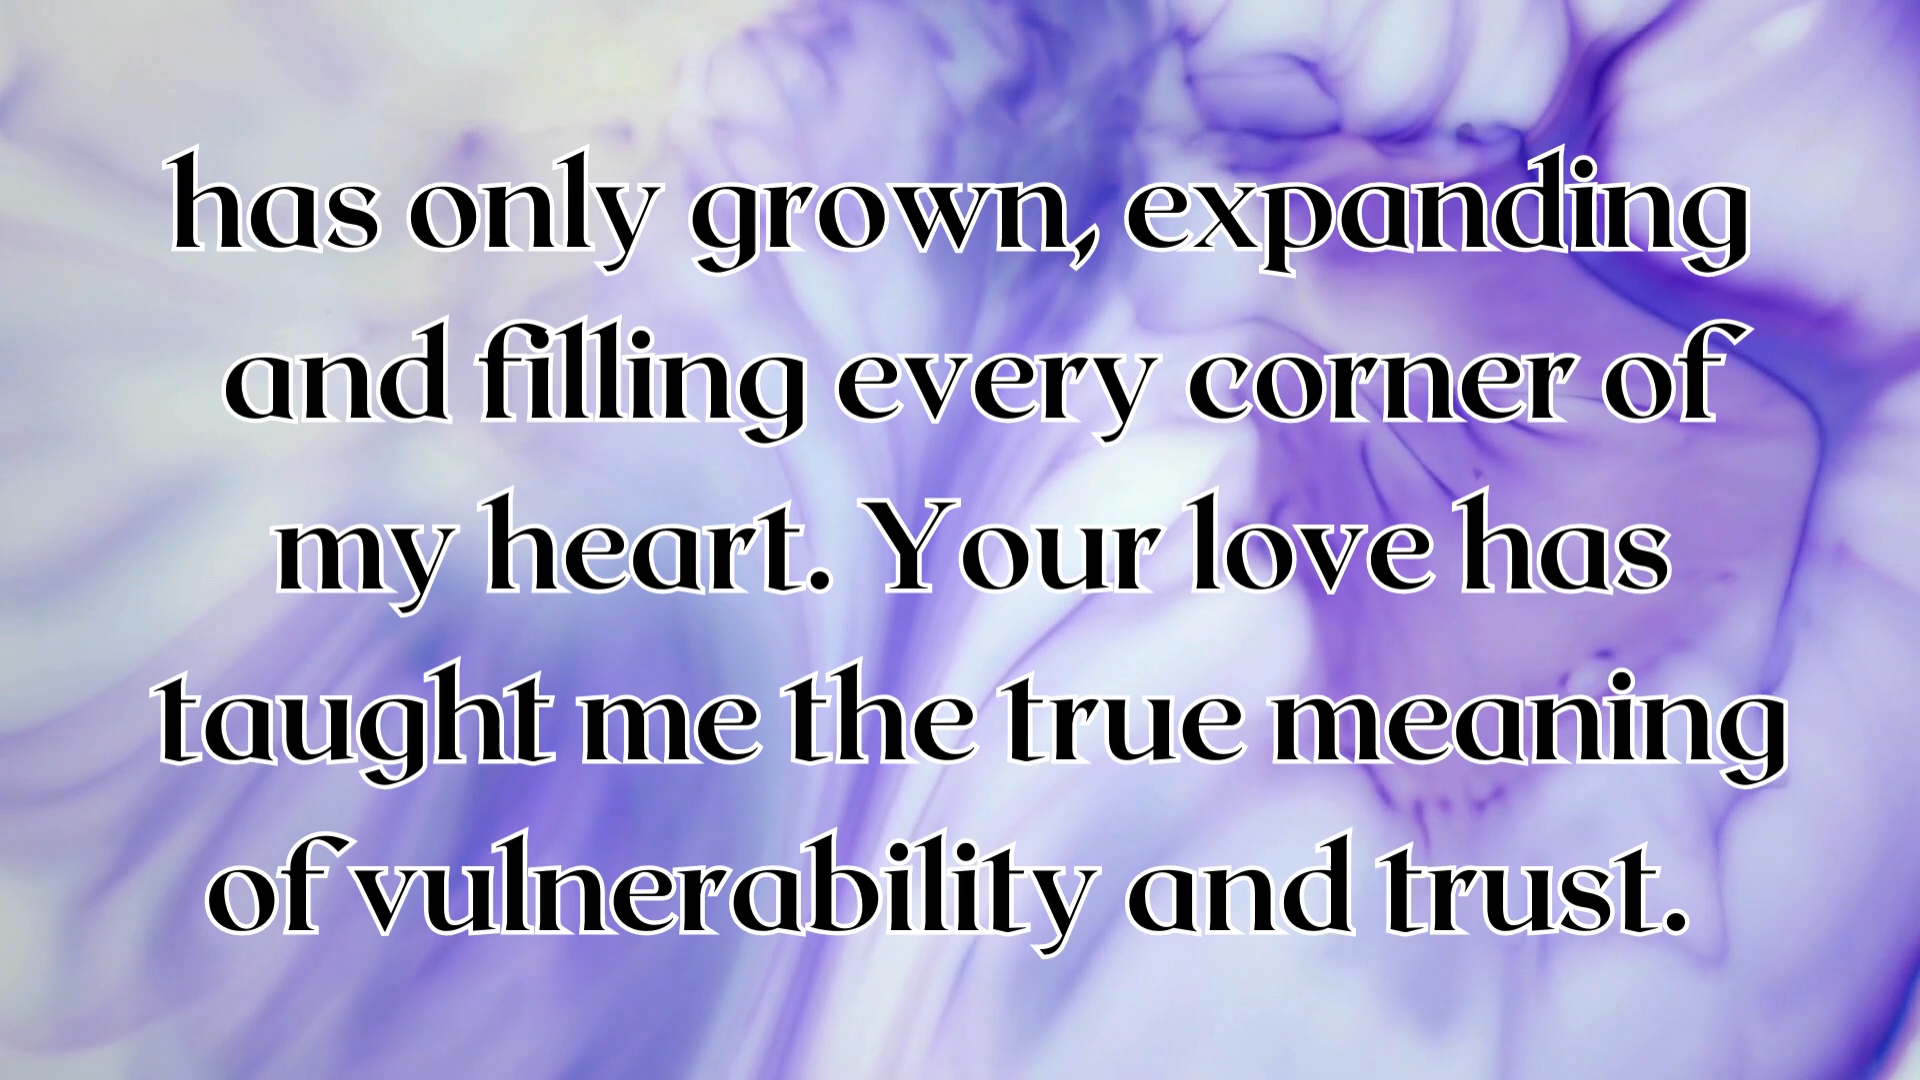 has only grown, expanding
and filling every corner of
my heart. Your love has
taught me the true meaning
of vulnerability and trust.